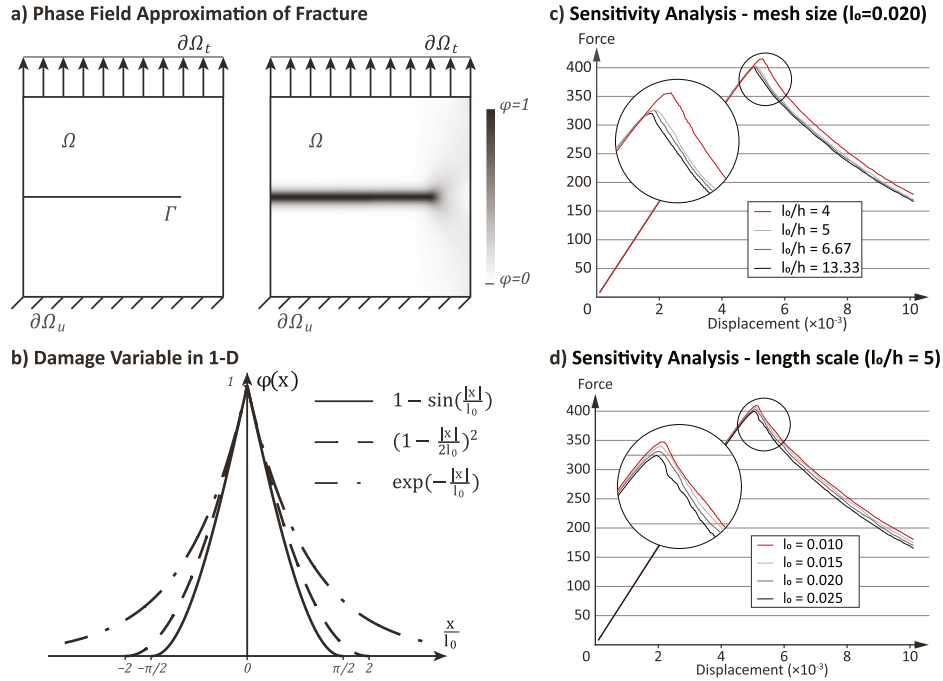 a) Phase Field Approximation of Fracture
∂Ω_t
∂Ω_t
φ=1
Ω
Ω
Γ
φ=0
∂Ω_u
∂Ω_u
b) Damage Variable in 1-D
1
φ(x)
1 − sin(|x|/l₀)
(1 − |x|/2l₀)²
exp(−|x|/l₀)
x/l₀
−2
−π/2
0
π/2
2
c) Sensitivity Analysis - mesh size (l₀=0.020)
Force
400
350
300
250
200
150
100
50
l₀/h = 4
l₀/h = 5
l₀/h = 6.67
l₀/h = 13.33
0
2
4
6
8
10
Displacement (×10⁻³)
d) Sensitivity Analysis - length scale (l₀/h = 5)
Force
400
350
300
250
200
150
100
50
l₀ = 0.010
l₀ = 0.015
l₀ = 0.020
l₀ = 0.025
0
2
4
6
8
10
Displacement (×10⁻³)